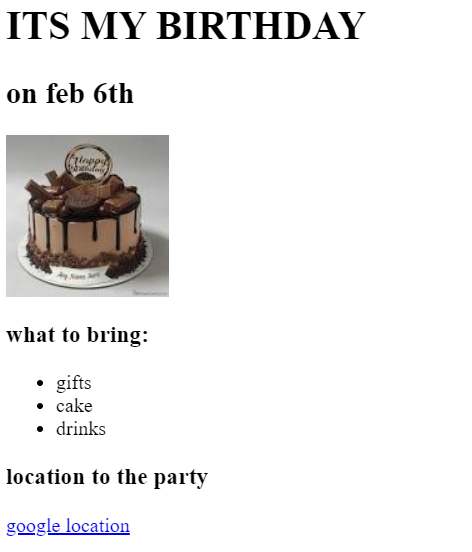 ITS MY BIRTHDAY
on feb 6th
Happy
Birthday
Any Name Here
what to bring:
gifts
cake
drinks
location to the party
google location